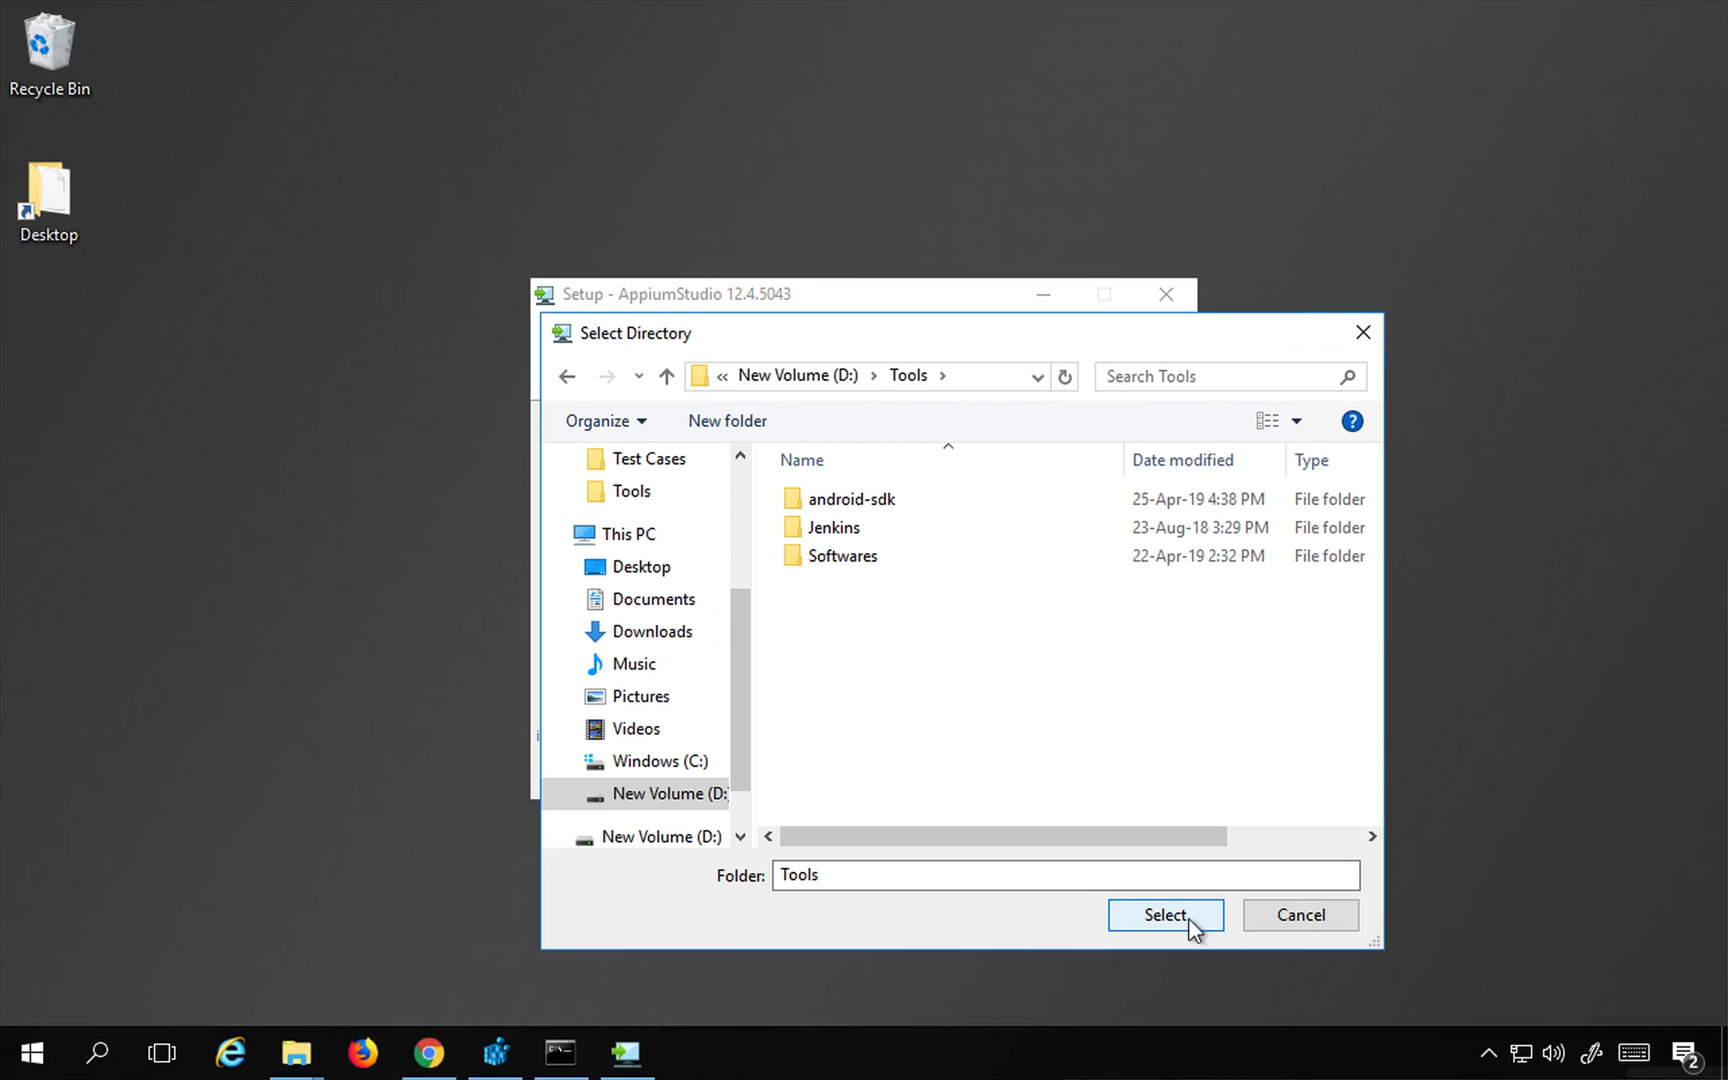 Recycle Bin
Desktop
Setup - AppiumStudio 12.4.5043
Select Directory
« New Volume (D:) > Tools >
Search Tools
Organize
New folder
?
Test Cases
Tools
This PC
Desktop
Documents
Downloads
Music
Pictures
Videos
Windows (C:)
New Volume (D:
New Volume (D:)
Name
Date modified
Type
android-sdk
25-Apr-19 4:38 PM
File folder
Jenkins
23-Aug-18 3:29 PM
File folder
Softwares
22-Apr-19 2:32 PM
File folder
Folder:
Tools
Select
Cancel
2